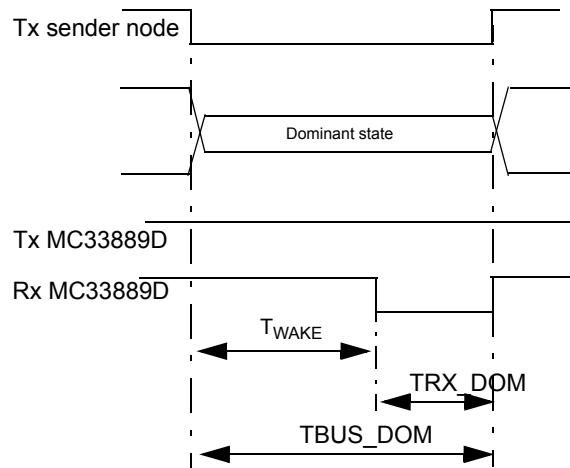 Tx sender node
Dominant state
Tx MC33889D
Rx MC33889D
TWAKE
TRX_DOM
TBUS_DOM